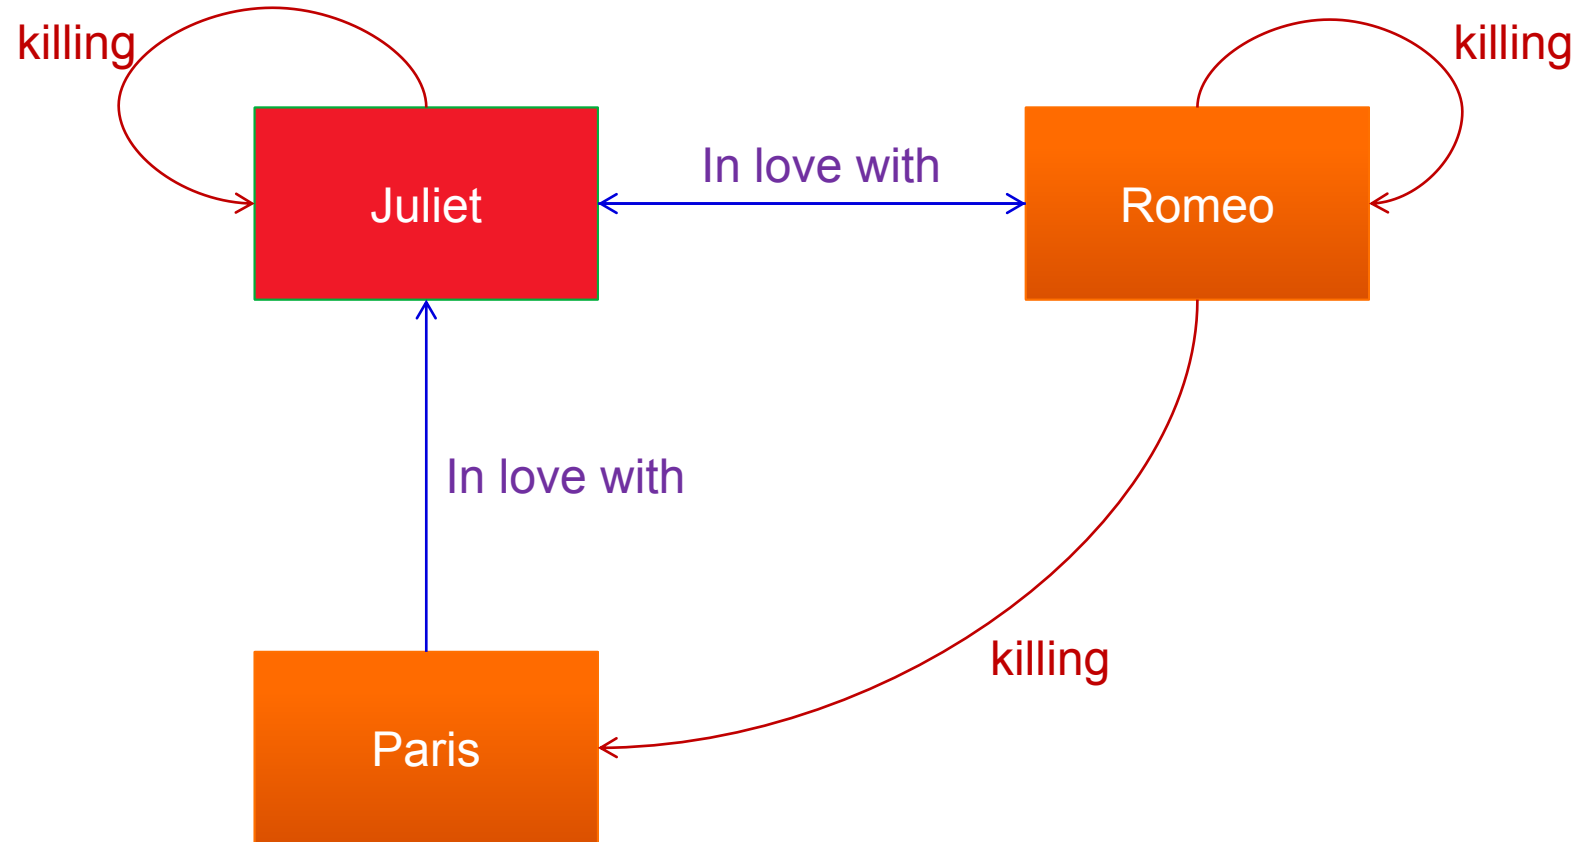 killing
killing
In love with
Juliet
Romeo
In love with
killing
Paris